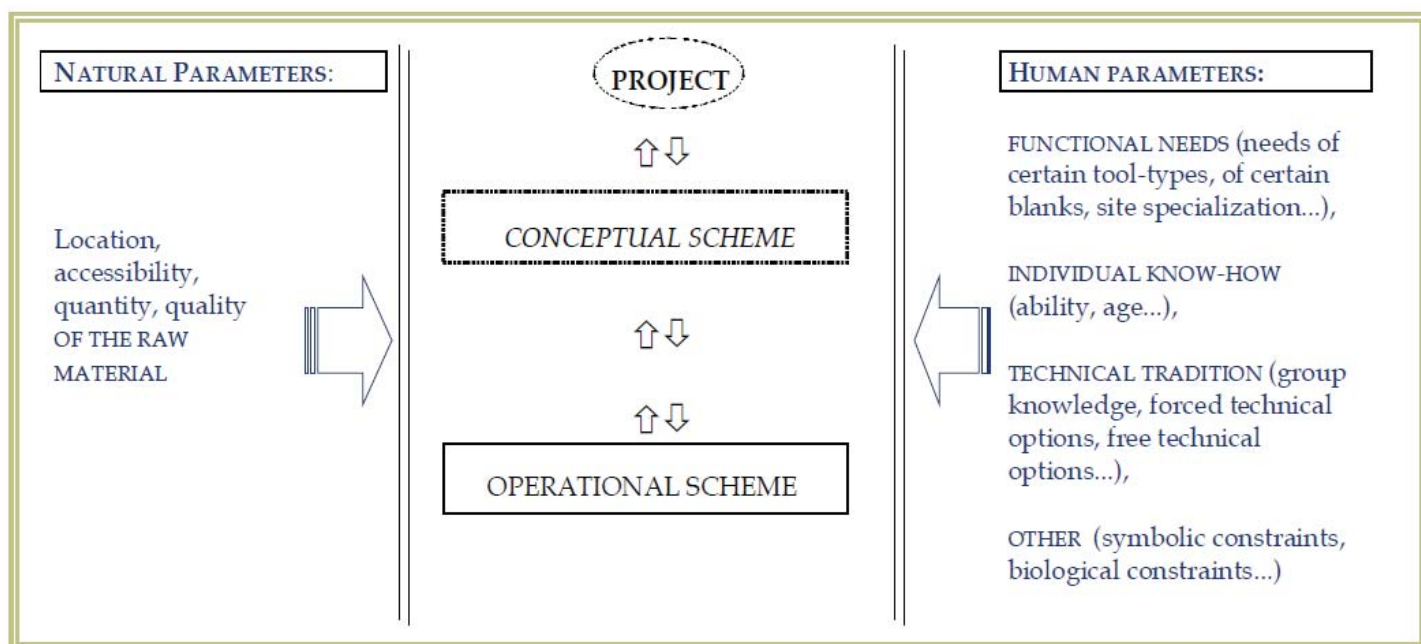 NATURAL PARAMETERS:
Location,
accessibility,
quantity, quality
OF THE RAW
MATERIAL
PROJECT
CONCEPTUAL SCHEME
OPERATIONAL SCHEME
HUMAN PARAMETERS:
FUNCTIONAL NEEDS (needs of
certain tool-types, of certain
blanks, site specialization...),
INDIVIDUAL KNOW-HOW
(ability, age...),
TECHNICAL TRADITION (group
knowledge, forced technical
options, free technical
options...),
OTHER (symbolic constraints,
biological constraints...)